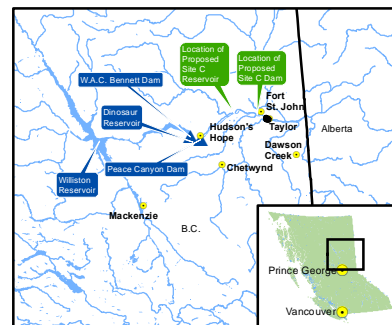 Location of
Proposed
Site C
Reservoir
Location of
Proposed
Site C Dam
W.A.C. Bennett Dam
Dinosaur
Reservoir
Fort
St. John
Hudson's
Hope
Taylor
Alberta
Dawson
Creek
Peace Canyon Dam
Chetwynd
Williston
Reservoir
Mackenzie
B.C.
Prince George
Vancouver